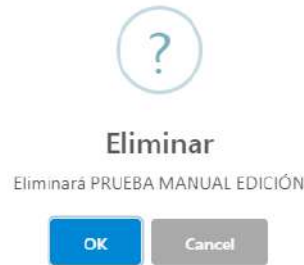 ?
Eliminar
Eliminará PRUEBA MANUAL EDICIÓN
OK
Cancel